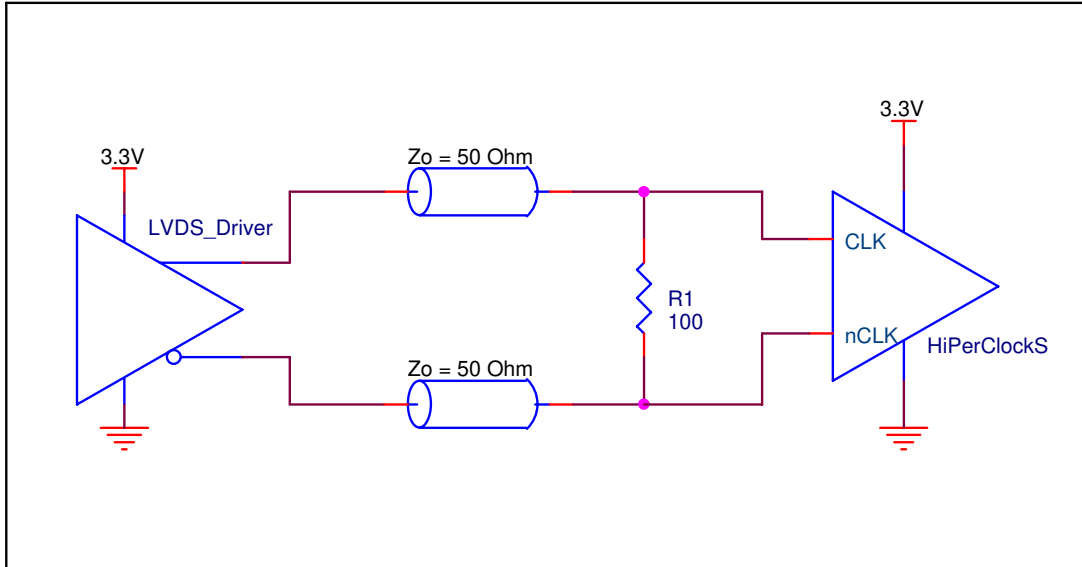 3.3V
3.3V
Zo = 50 Ohm
LVDS_Driver
CLK
R1
100
nCLK
HiPerClockS
Zo = 50 Ohm